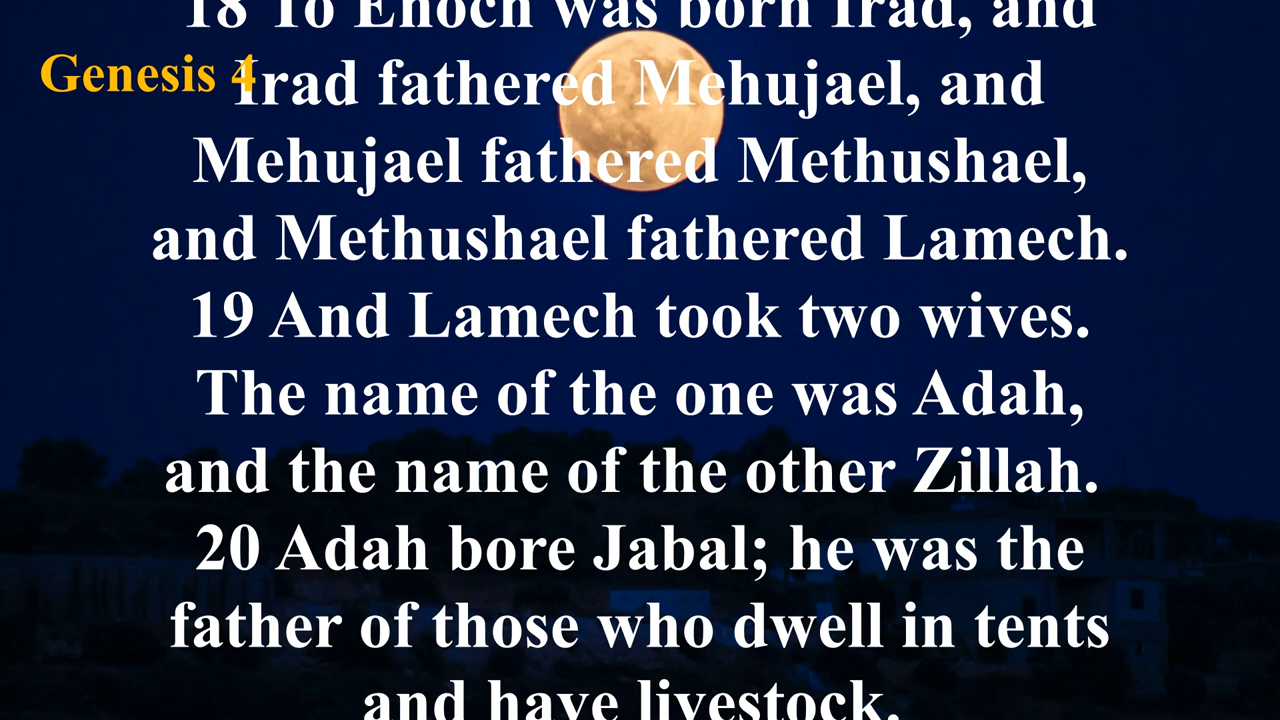 18 To Enoch was born Irad, and
Genesis 4
Irad fathered Mehujael, and
Mehujael fathered Methushael,
and Methushael fathered Lamech.
19 And Lamech took two wives.
The name of the one was Adah,
and the name of the other Zillah.
20 Adah bore Jabal; he was the
father of those who dwell in tents
and have livestock.